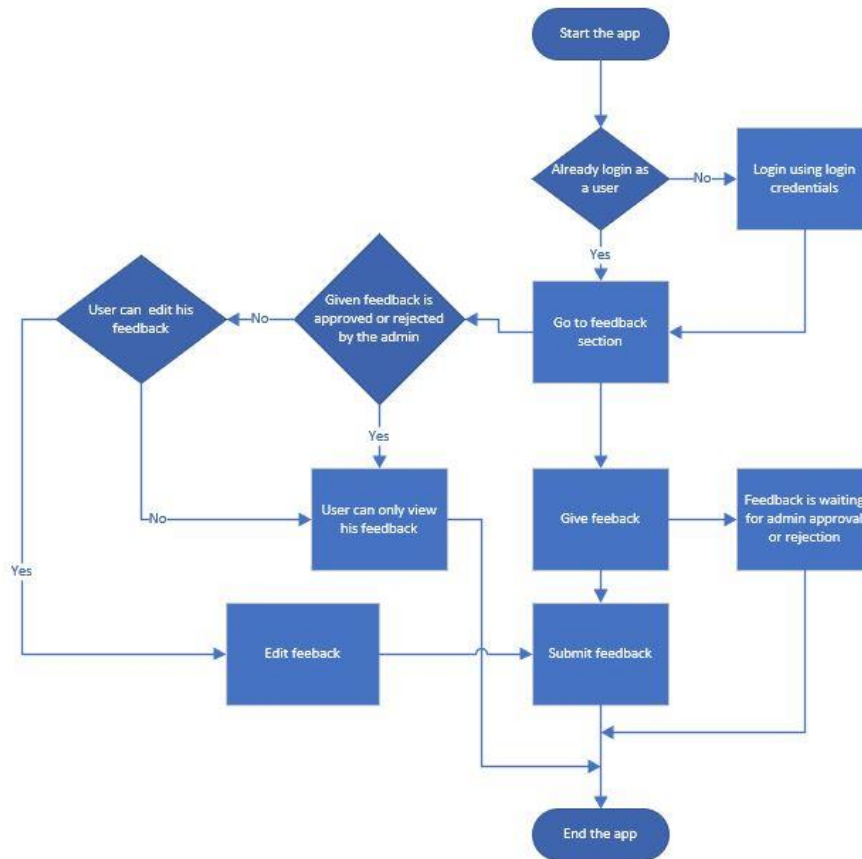 Start the app
Already login as
a user
No
Login using login
credentials
Yes
User can  edit his
feedback
No
Given feedback is
approved or rejected
by the admin
Go to feedback
section
Yes
No
User can only view
his feedback
Give feeback
Feedback is waiting
for admin approval
or rejection
Yes
Edit feeback
Submit feedback
End the app